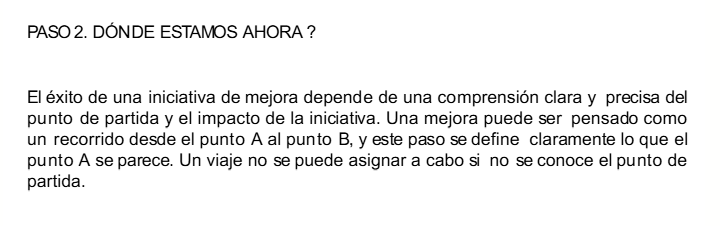 PASO 2. DÓNDE ESTAMOS AHORA ?
El éxito de una iniciativa de mejora depende de una comprensión clara y precisa del
punto de partida y el impacto de la iniciativa. Una mejora puede ser pensado como
un recorrido desde el punto A al punto B, y este paso se define claramente lo que el
punto A se parece. Un viaje no se puede asignar a cabo si no se conoce el punto de
partida.